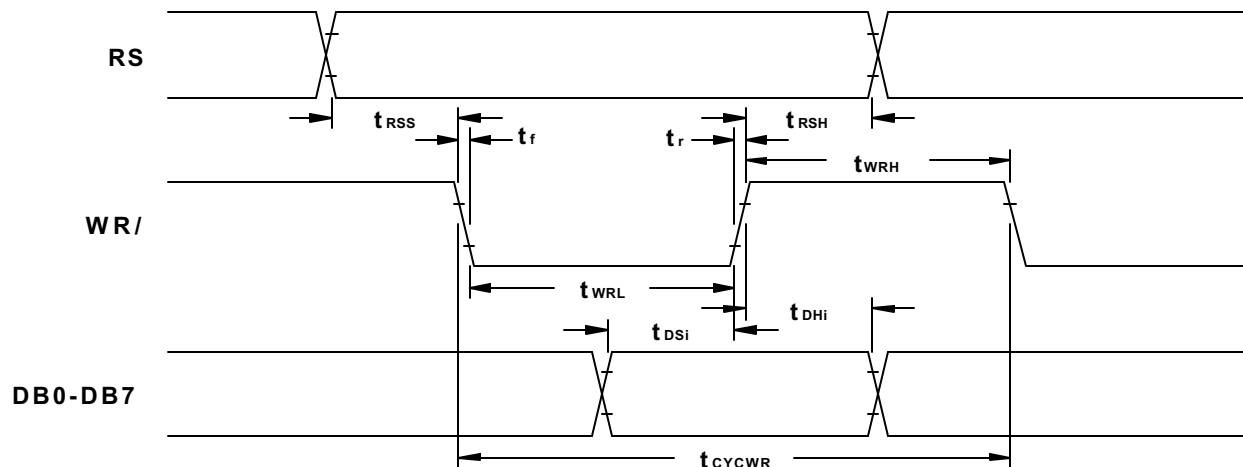 RS
tRSS
tRSH
tf
tr
tWRH
WR/
tWRL
tDHi
tDSi
DB0-DB7
tCYCWR